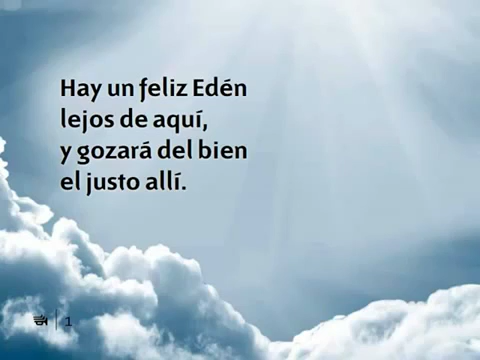 Hay un feliz Edén
lejos de aquí,
y gozará del bien
el justo allí.
1